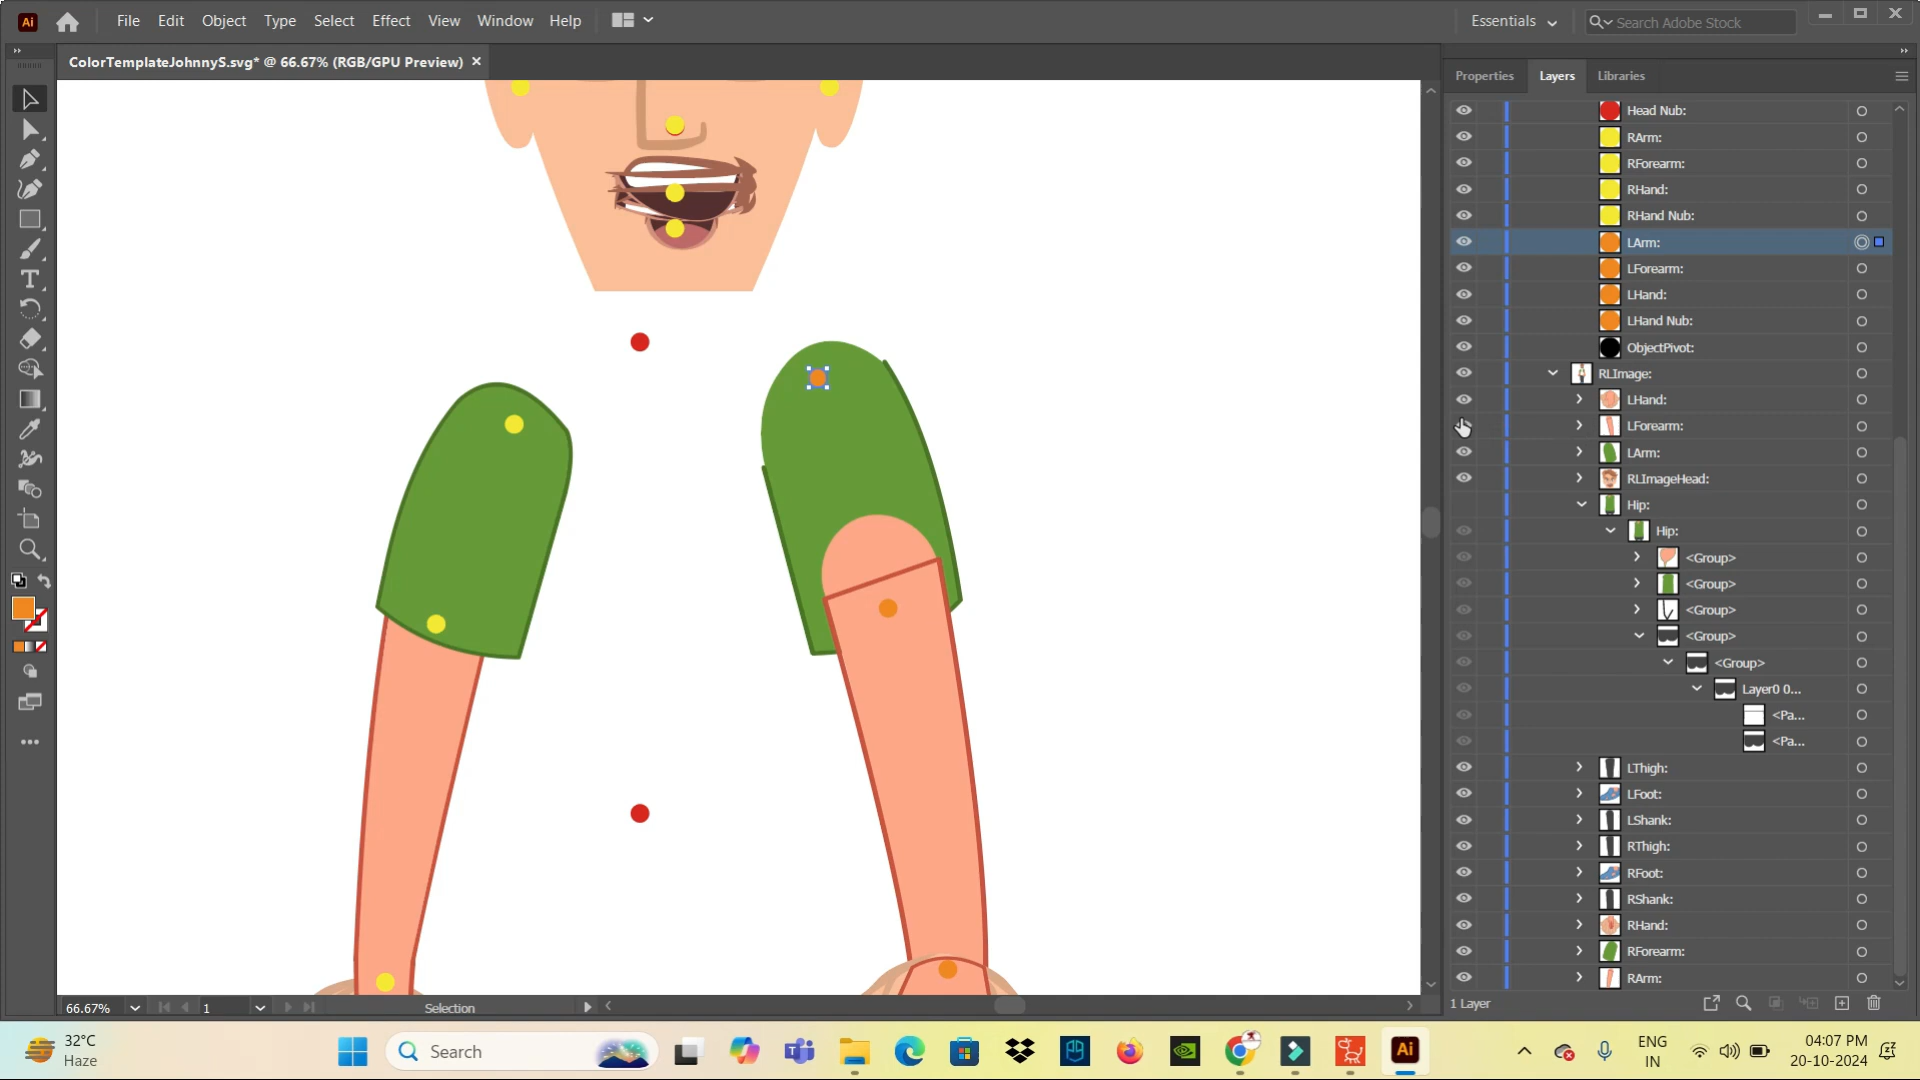 Ai File Edit Object Type Select Effect View Window Help Essentials Search Adobe Stock
ColorTemplateJohnnyS.svg* @ 66.67% (RGB/GPU Preview) ×
Properties Layers Libraries
Head Nub:
RArm:
RForearm:
RHand:
RHand Nub:
LArm:
LForearm:
LHand:
LHand Nub:
ObjectPivot:
RLImage:
LHand:
LForearm:
LArm:
RLImageHead:
Hip:
Hip:
<Group>
<Group>
<Group>
<Group>
<Group>
Layer0 0...
<Pa...
<Pa...
LThigh:
LFoot:
LShank:
RThigh:
RFoot:
RShank:
RHand:
RForearm:
RArm:
66.67% 1 Selection
1 Layer
32°C
Haze
Search
Ai
ENG
IN
04:07 PM
20-10-2024